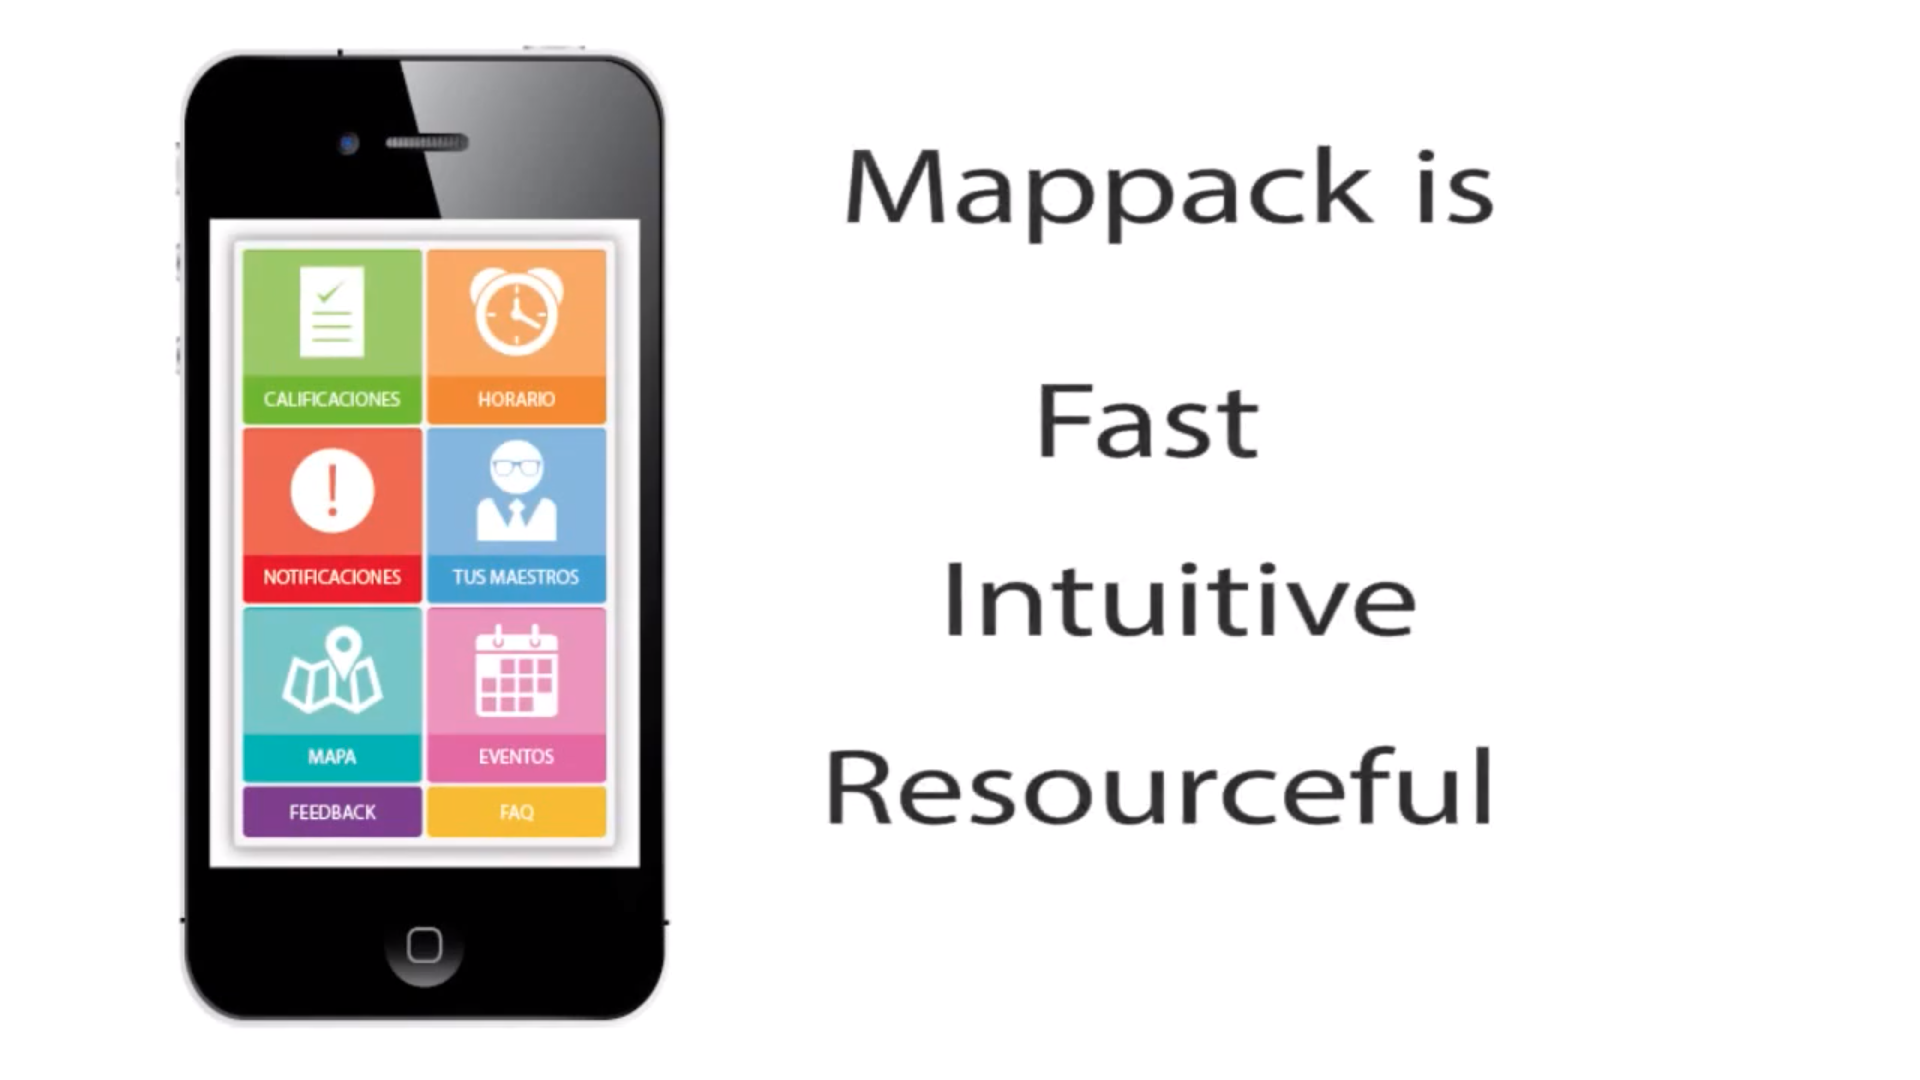 CALIFICACIONES
HORARIO
NOTIFICACIONES
TUS MAESTROS
MAPA
EVENTOS
FEEDBACK
FAQ
Mappack is
Fast
Intuitive
Resourceful